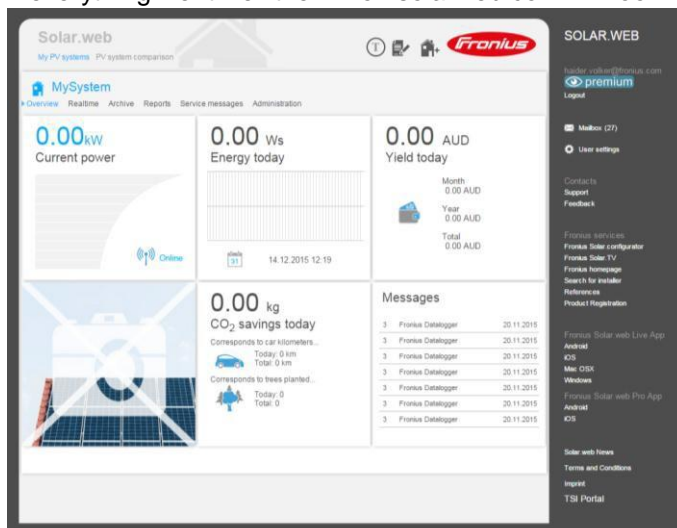 Solar.web
My PV systems PV system comparison
T
Fronius
MySystem
Overview Realtime Archive Reports Service messages Administration
0.00kW
Current power
Online
0.00 Ws
Energy today
31
14.12.2015 12:19
0.00 AUD
Yield today
Month
0.00 AUD
Year
0.00 AUD
Total
0.00 AUD
0.00 kg
CO2 savings today
Corresponds to car kilometers...
Today: 0 km
Total: 0 km
Corresponds to trees planted...
Today: 0
Total: 0
Messages
3 Fronius Datalogger 20.11.2015
3 Fronius Datalogger 20.11.2015
3 Fronius Datalogger 20.11.2015
3 Fronius Datalogger 20.11.2015
3 Fronius Datalogger 20.11.2015
3 Fronius Datalogger 20.11.2015
3 Fronius Datalogger 20.11.2015
SOLAR.WEB
haider.volker@fronius.com
premium
Logout
Mailbox (27)
User settings
Contacts
Support
Feedback
Fronius services
Fronius Solar configurator
Fronius Solar TV
Fronius homepage
Search for installer
References
Product Registration
Fronius Solar web Live App
Android
iOS
Mac OSX
Windows
Fronius Solar web Pro App
Android
iOS
Solar web News
Terms and Conditions
Imprint
TSI Portal